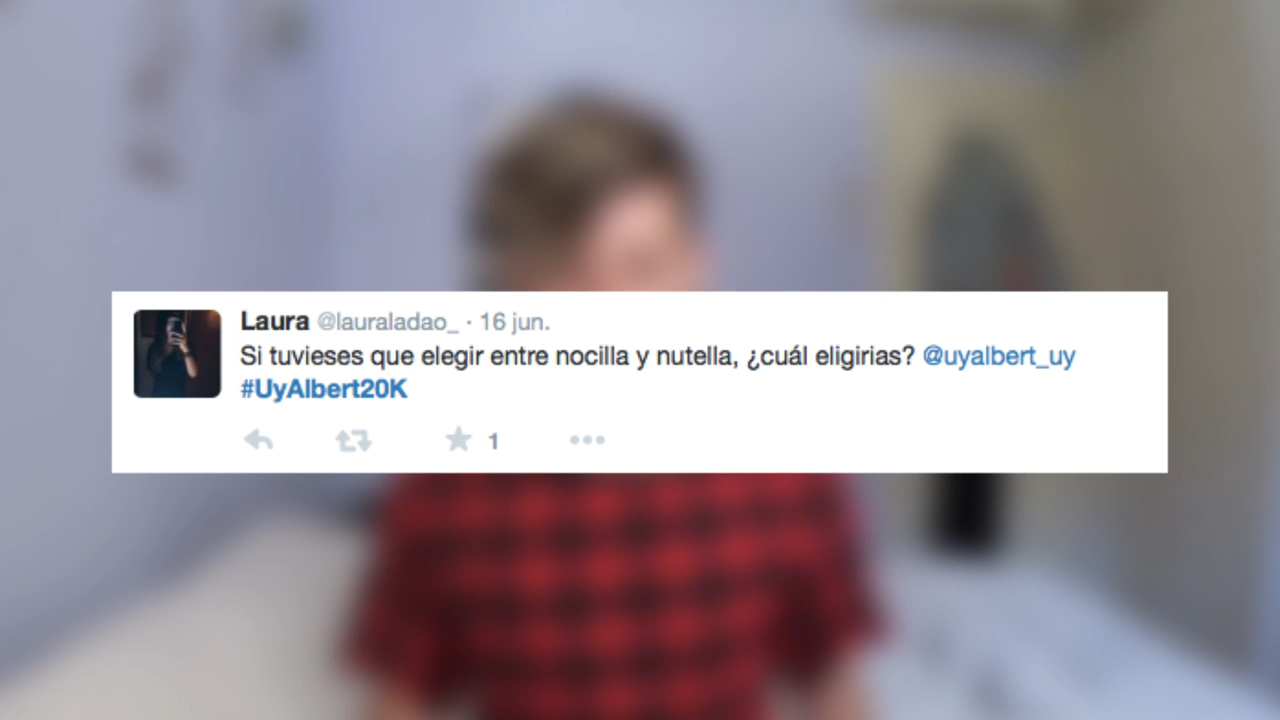 Laura @lauraladao_ · 16 jun.
Si tuvieses que elegir entre nocilla y nutella, ¿cuál eligirias? @uyalbert_uy
#UyAlbert20K
1